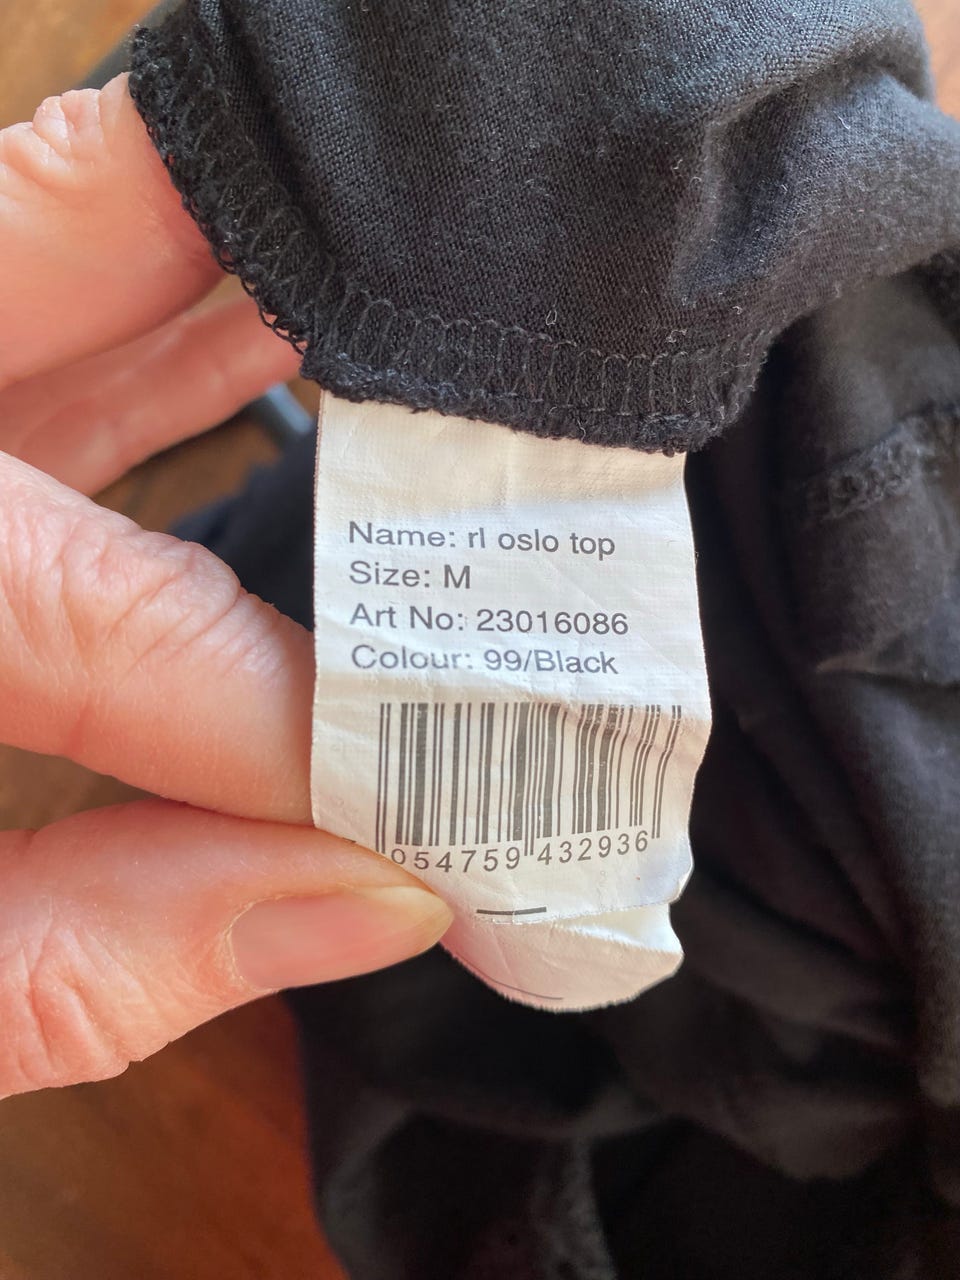 Name: rl oslo top
Size: M
Art No: 23016086
Colour: 99/Black
054759 432936